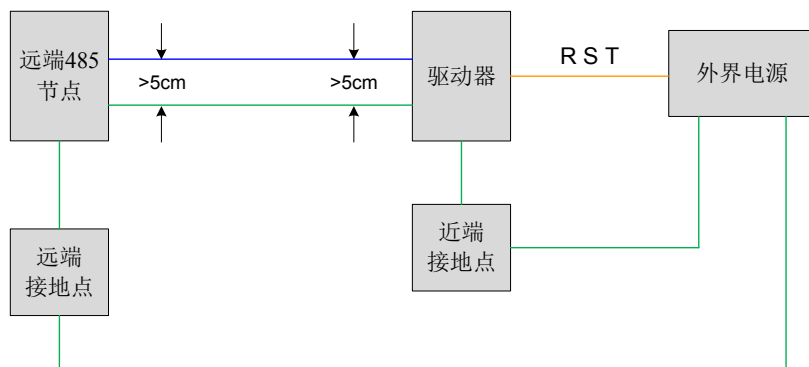 远端485
节点
>5cm
>5cm
驱动器
R S T
外界电源
远端
接地点
近端
接地点